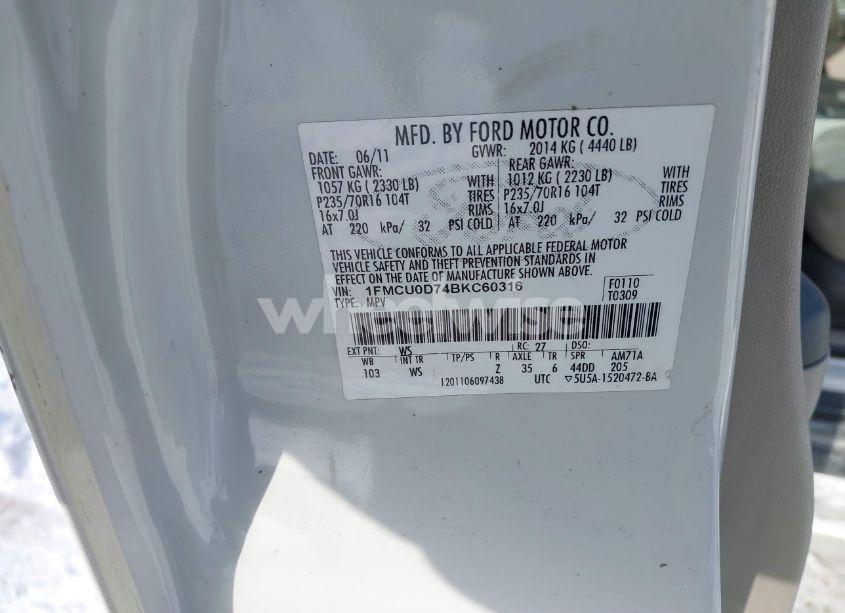 MFD. BY FORD MOTOR CO.
DATE: 06/11 GVWR: 2014 KG ( 4440 LB)
FRONT GAWR: REAR GAWR:
1057 KG ( 2330 LB) WITH 1012 KG ( 2230 LB) WITH
P235/70R16 104T TIRES P235/70R16 104T TIRES
16x7.0J RIMS 16x7.0J RIMS
AT 220 kPa/ 32 PSI COLD AT 220 kPa/ 32 PSI COLD
THIS VEHICLE CONFORMS TO ALL APPLICABLE FEDERAL MOTOR
VEHICLE SAFETY AND THEFT PREVENTION STANDARDS IN
EFFECT ON THE DATE OF MANUFACTURE SHOWN ABOVE.
VIN: 1FMCU0D74BKC60316 F0110
TYPE: MPV T0309
wheelwise
EXT PNT: WS RC: 27 DSO:
WB INT TR TP/PS R AXLE TR SPR AM71A
103 WS Z 35 6 44DD 205
1201106097438 UTC ▽5U5A-1520472-BA